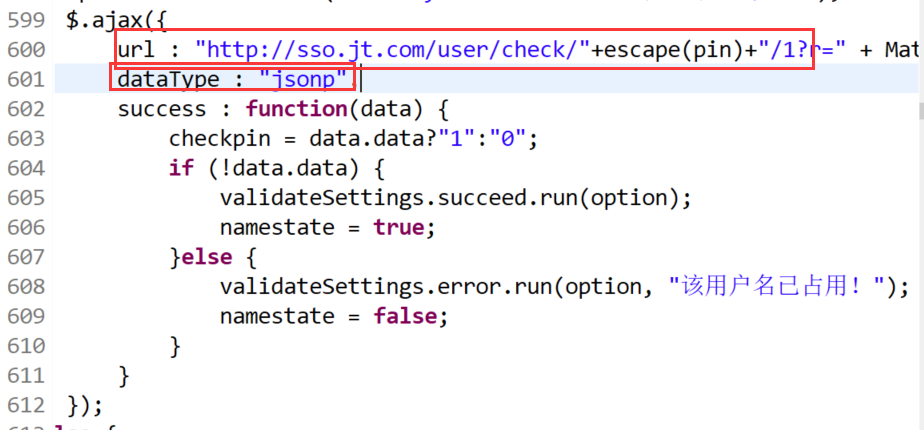 599 $.ajax({
600 url : "http://sso.jt.com/user/check/"+escape(pin)+"/1?r=" + Mat
601 dataType : "jsonp",
602 success : function(data) {
603 checkpin = data.data?"1":"0";
604 if (!data.data) {
605 validateSettings.succeed.run(option);
606 namestate = true;
607 }else {
608 validateSettings.error.run(option, "该用户名已占用！");
609 namestate = false;
610 }
611 }
612 });